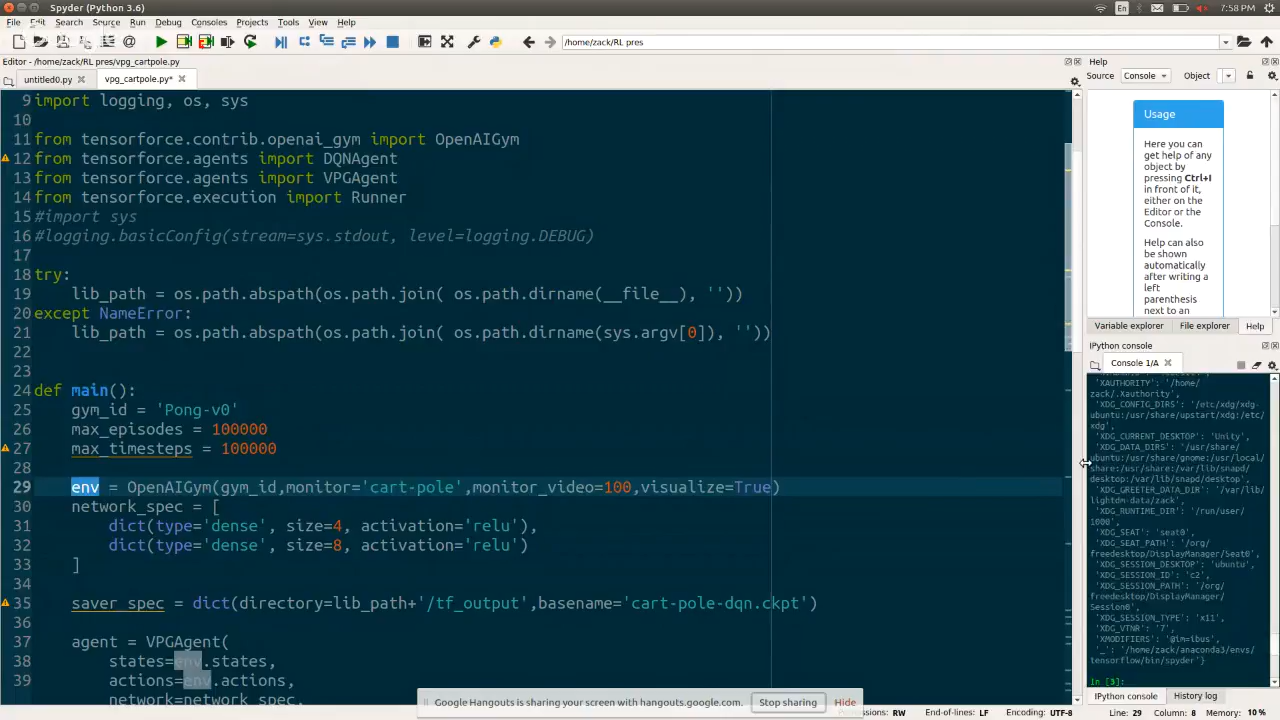 Spyder (Python 3.6)
En
7:58 PM
File Edit Search Source Run Debug Consoles Projects Tools View Help
/home/zack/RL pres
Editor - /home/zack/RL pres/vpg_cartpole.py
Help
untitled0.py
vpg_cartpole.py*
Source Console Object
9 import logging, os, sys
10
11 from tensorforce.contrib.openai_gym import OpenAIGym
12 from tensorforce.agents import DQNAgent
13 from tensorforce.agents import VPGAgent
14 from tensorforce.execution import Runner
15 #import sys
16 #logging.basicConfig(stream=sys.stdout, level=logging.DEBUG)
17
18 try:
19 lib_path = os.path.abspath(os.path.join( os.path.dirname(__file__), ''))
20 except NameError:
21 lib_path = os.path.abspath(os.path.join( os.path.dirname(sys.argv[0]), ''))
22
23
24 def main():
25 gym_id = 'Pong-v0'
26 max_episodes = 100000
27 max_timesteps = 100000
28
29 env = OpenAIGym(gym_id,monitor='cart-pole',monitor_video=100,visualize=True)
30 network_spec = [
31 dict(type='dense', size=4, activation='relu'),
32 dict(type='dense', size=8, activation='relu')
33 ]
34
35 saver_spec = dict(directory=lib_path+'/tf_output',basename='cart-pole-dqn.ckpt')
36
37 agent = VPGAgent(
38 states=env.states,
39 actions=env.actions,
network=network_spec,
Usage
Here you can
get help of any
object by
pressing Ctrl+I
in front of it,
either on the
Editor or the
Console.
Help can also
be shown
automatically
after writing a
left
parenthesis
next to an
Variable explorer File explorer Help
IPython console
Console 1/A
'XAUTHORITY': '/home/
zack/.Xauthority',
'XDG_CONFIG_DIRS': '/etc/xdg/xdg-
ubuntu:/usr/share/upstart/xdg:/etc/
xdg',
'XDG_CURRENT_DESKTOP': 'Unity',
'XDG_DATA_DIRS': '/usr/share/
ubuntu:/usr/share/gnome:/usr/local/
share:/usr/share:/var/lib/snapd/
desktop:/var/lib/snapd/desktop',
'XDG_GREETER_DATA_DIR': '/var/lib/
lightdm-data/zack',
'XDG_RUNTIME_DIR': '/run/user/
1000',
'XDG_SEAT': 'seat0',
'XDG_SEAT_PATH': '/org/
freedesktop/DisplayManager/Seat0',
'XDG_SESSION_DESKTOP': 'ubuntu',
'XDG_SESSION_ID': 'c2',
'XDG_SESSION_PATH': '/org/
freedesktop/DisplayManager/
Session0',
'XDG_SESSION_TYPE': 'x11',
'XDG_VTNR': '7',
'XMODIFIERS': '@im=ibus',
'_': '/home/zack/anaconda3/envs/
tensorflow/bin/spyder'}
In [3]:
IPython console History log
Google Hangouts is sharing your screen with hangouts.google.com. Stop sharing Hide
Permissions: RW End-of-lines: LF Encoding: UTF-8 Line: 29 Column: 8 Memory: 10 %